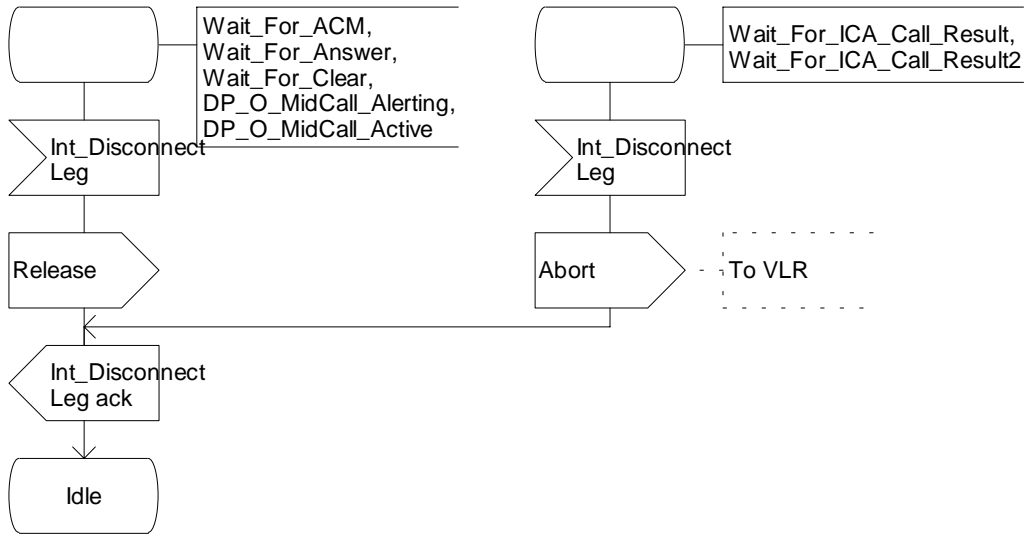 Wait_For_ACM,
Wait_For_Answer,
Wait_For_Clear,
DP_O_MidCall_Alerting,
DP_O_MidCall_Active
Wait_For_ICA_Call_Result,
Wait_For_ICA_Call_Result2
Int_Disconnect
Leg
Int_Disconnect
Leg
Release
Abort
To VLR
Int_Disconnect
Leg ack
Idle